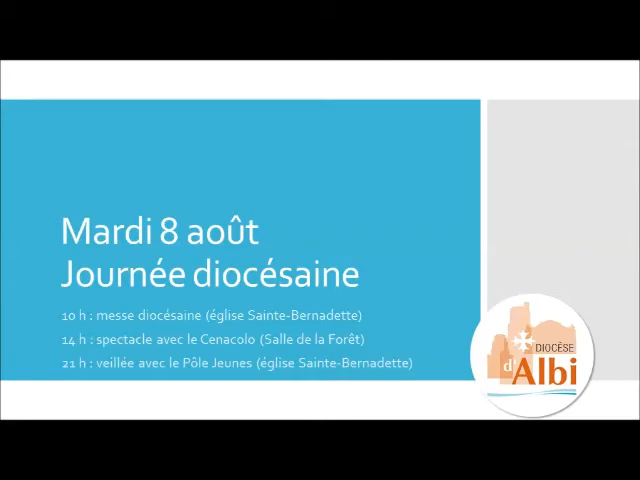 Mardi 8 août
Journée diocésaine
10 h : messe diocésaine (église Sainte-Bernadette)
14 h : spectacle avec le Cenacolo (Salle de la Forêt)
21 h : veillée avec le Pôle Jeunes (église Sainte-Bernadette)
DIOCÈSE
d'Albi